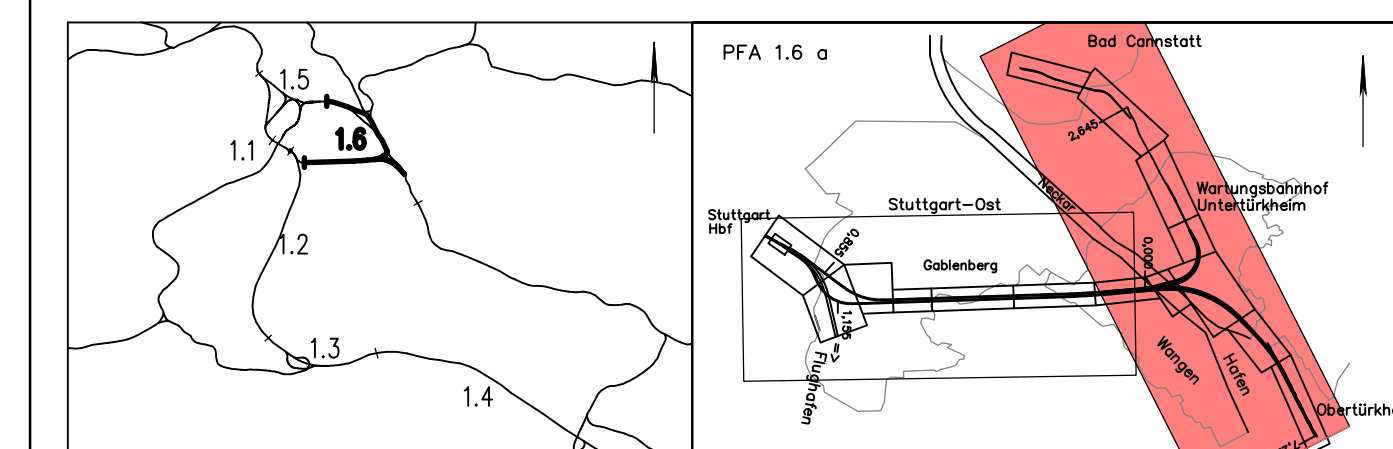 1.5
1.6
1.1
1.2
1.3
1.4
PFA 1.6 a
Bad Cannstatt
2,645
Neckar
Wartungsbahnhof
Untertürkheim
Stuttgart-Ost
Stuttgart
Hbf
0,855
0,000
Gablenberg
1,155
=>
Flughafen
Wangen
Hafen